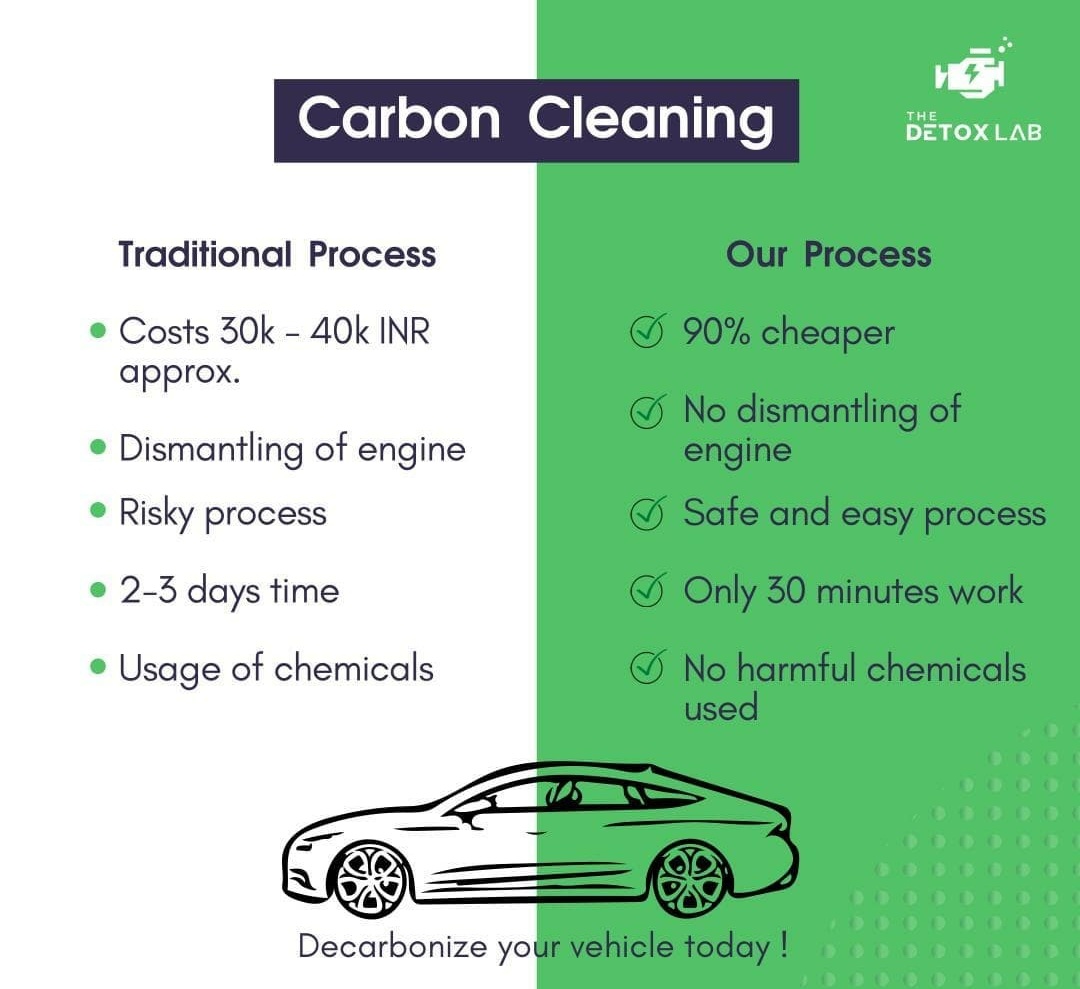 Carbon Cleaning
THE
DETOX LAB
Traditional Process
Costs 30k - 40k INR
approx.
Dismantling of engine
Risky process
2-3 days time
Usage of chemicals
Our Process
90% cheaper
No dismantling of
engine
Safe and easy process
Only 30 minutes work
No harmful chemicals
used
Decarbonize your vehicle today !